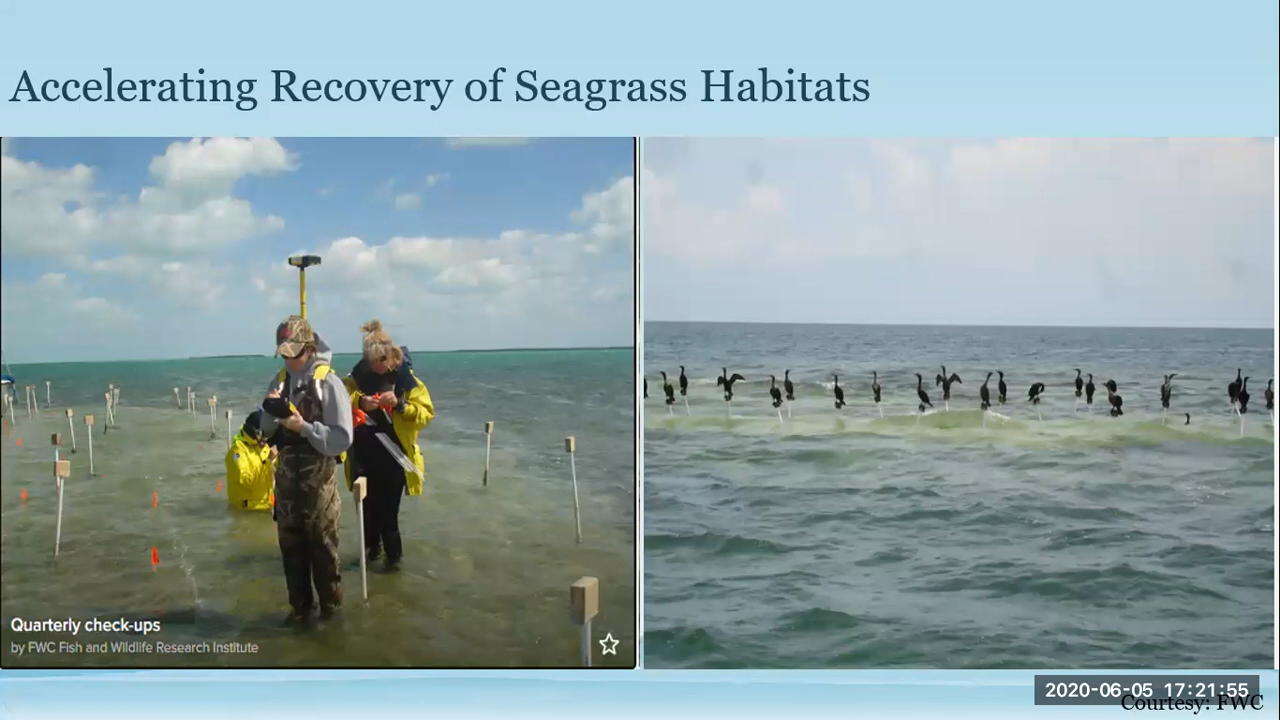 Accelerating Recovery of Seagrass Habitats
Quarterly check-ups
by FWC Fish and Wildlife Research Institute
2020-06-05 17:21:55
Courtesy: FWC